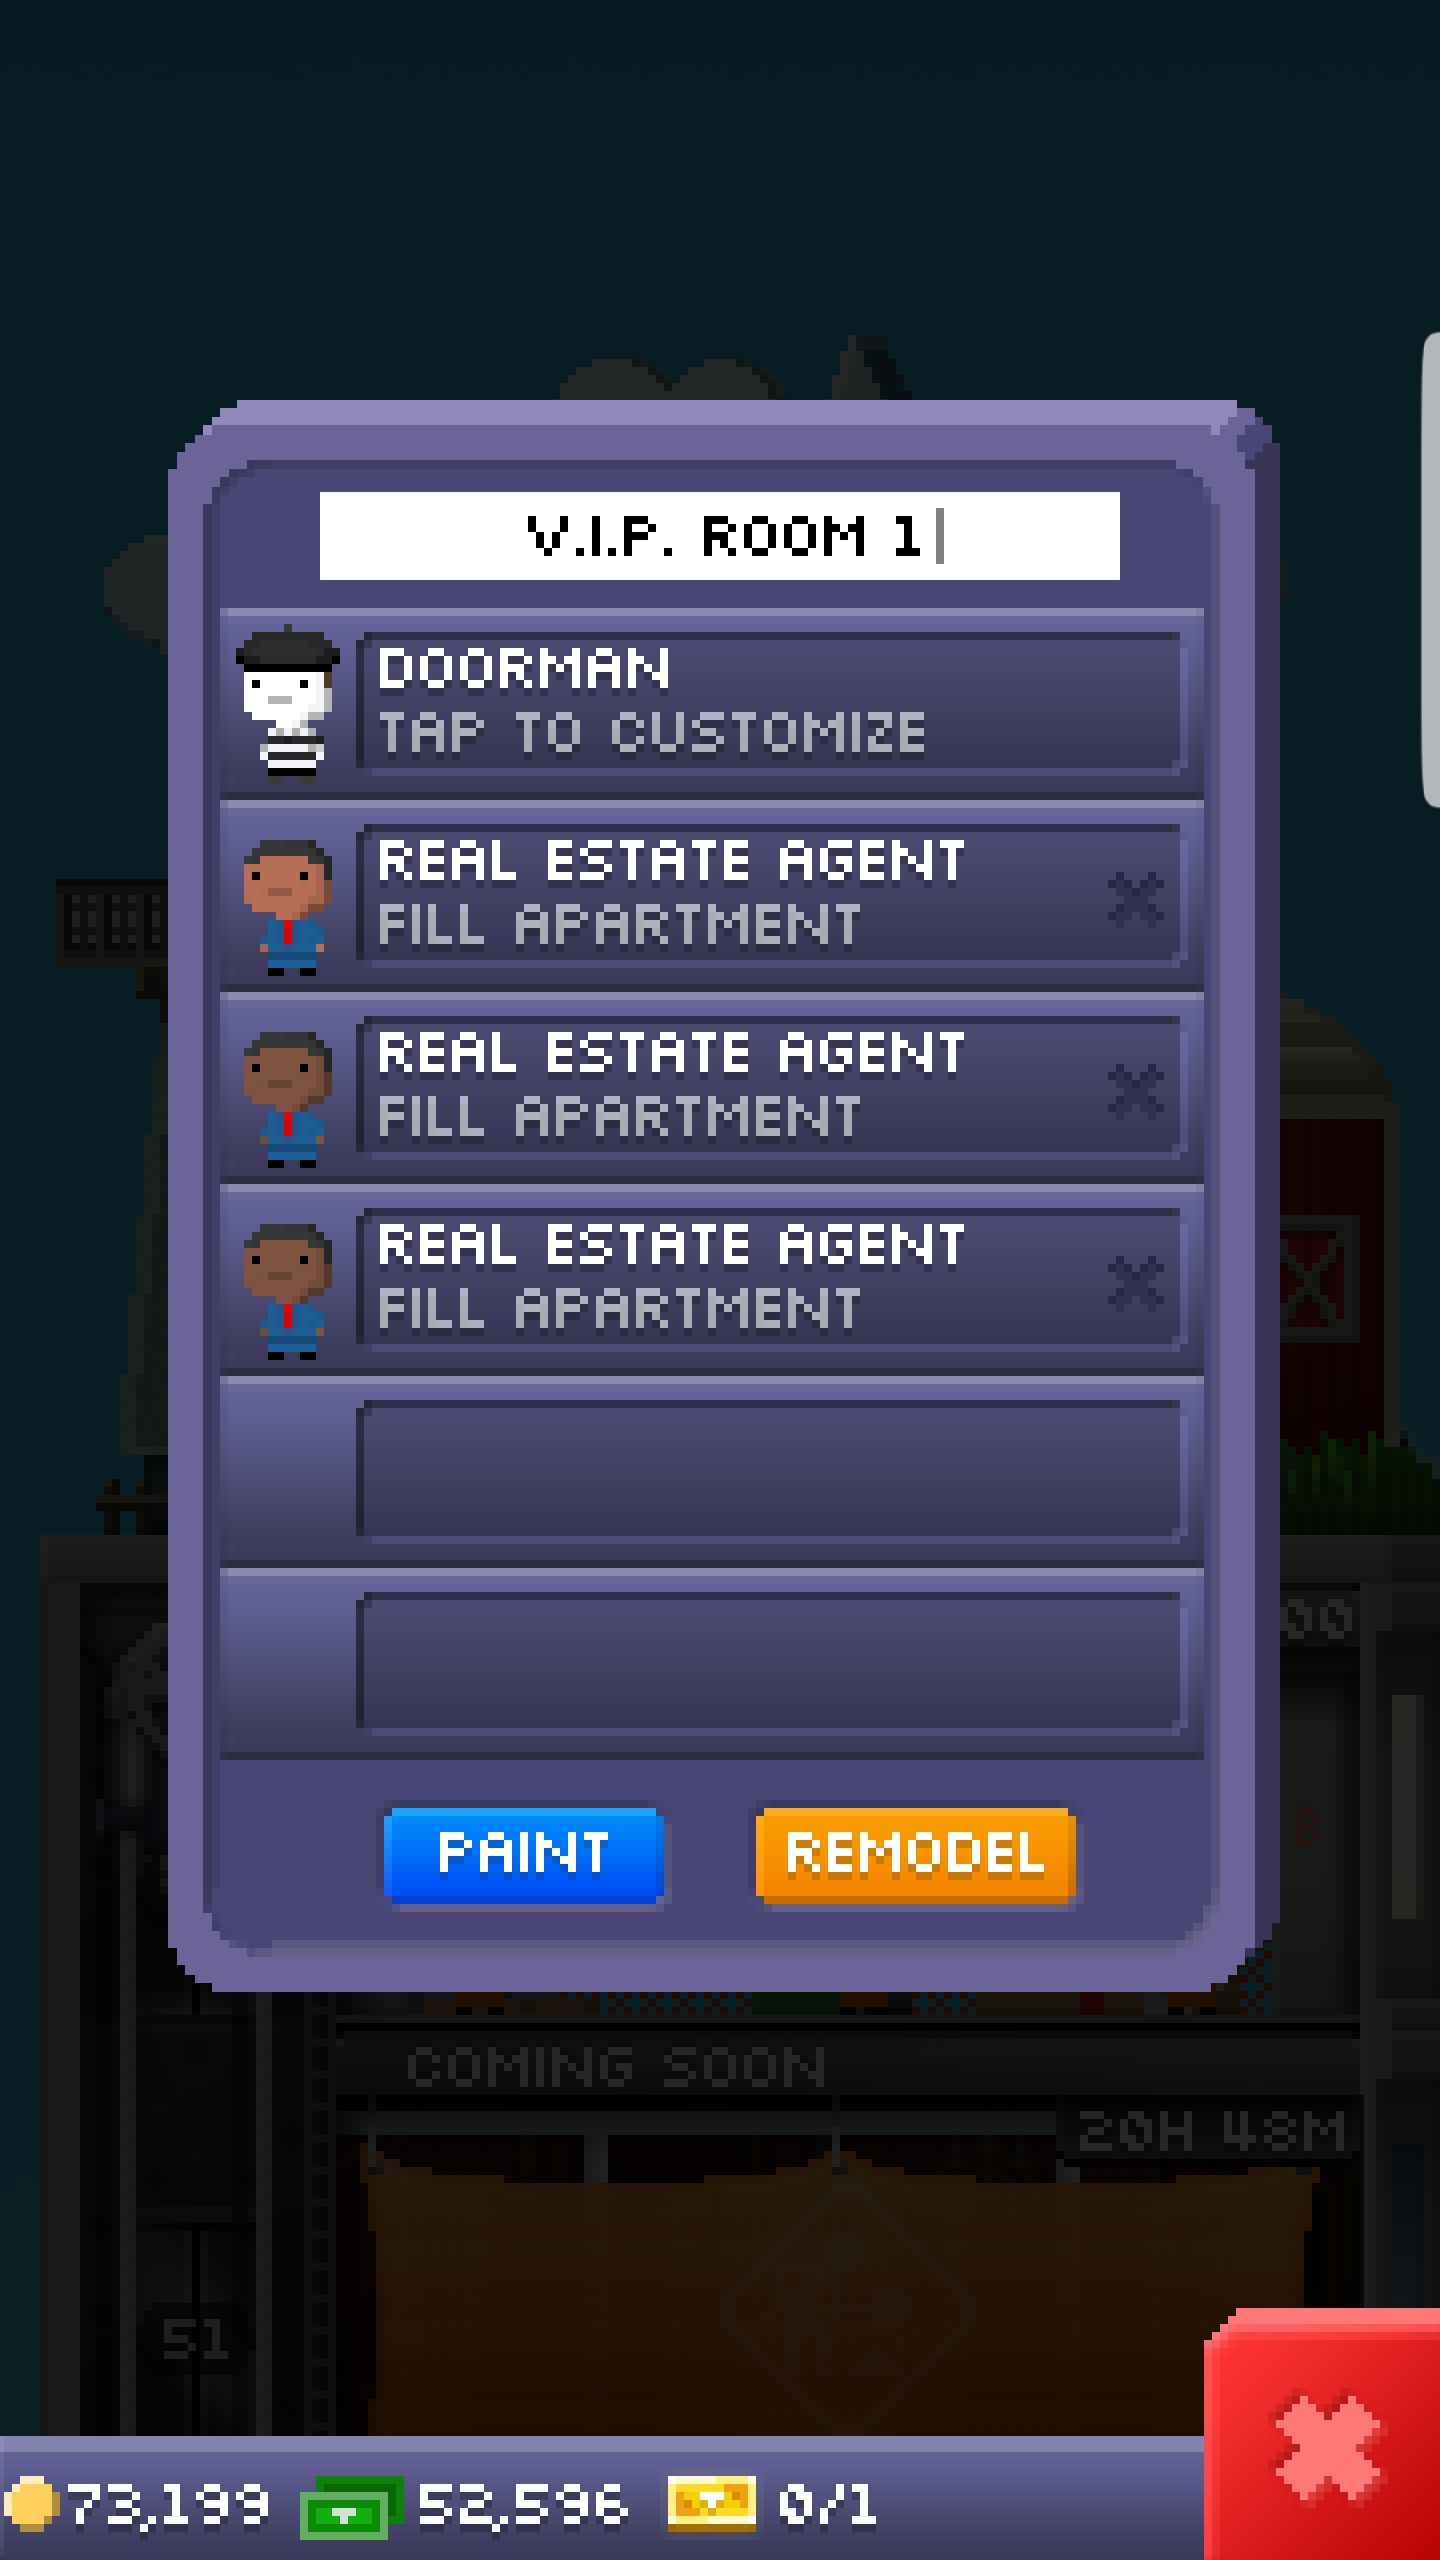 V.I.P. ROOM 1
DOORMAN
TAP TO CUSTOMIZE
REAL ESTATE AGENT
FILL APARTMENT
REAL ESTATE AGENT
FILL APARTMENT
REAL ESTATE AGENT
FILL APARTMENT
00
PAINT
REMODEL
COMING SOON
20H 48M
51
73,199
52,596
0/1